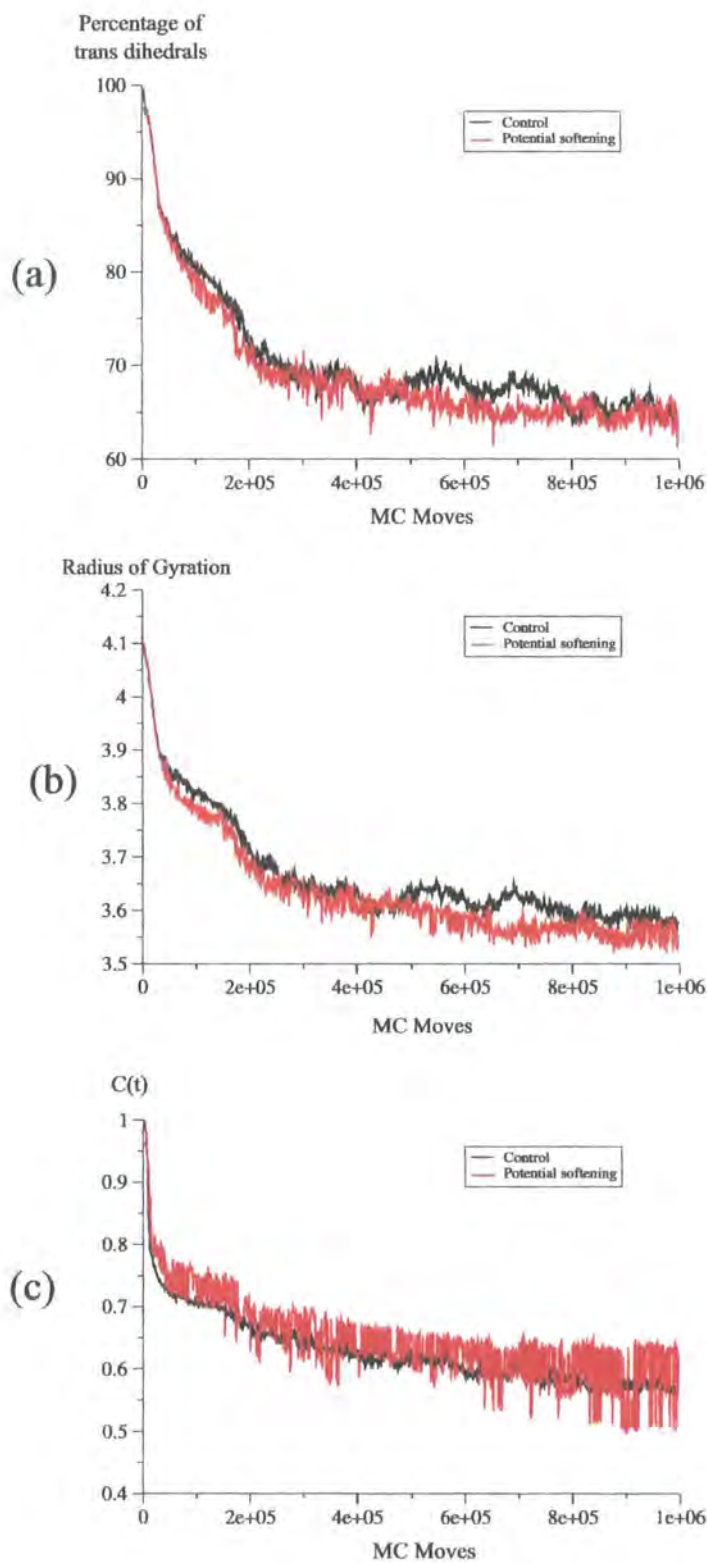 Percentage of
trans dihedrals
100
90
80
70
60
Control
Potential softening
(a)
0 2e+05 4e+05 6e+05 8e+05 1e+06
MC Moves
Radius of Gyration
4.2
4.1
4
3.9
3.8
3.7
3.6
3.5
Control
Potential softening
(b)
0 2e+05 4e+05 6e+05 8e+05 1e+06
MC Moves
C(t)
1
0.9
0.8
0.7
0.6
0.5
0.4
Control
Potential softening
(c)
0 2e+05 4e+05 6e+05 8e+05 1e+06
MC Moves